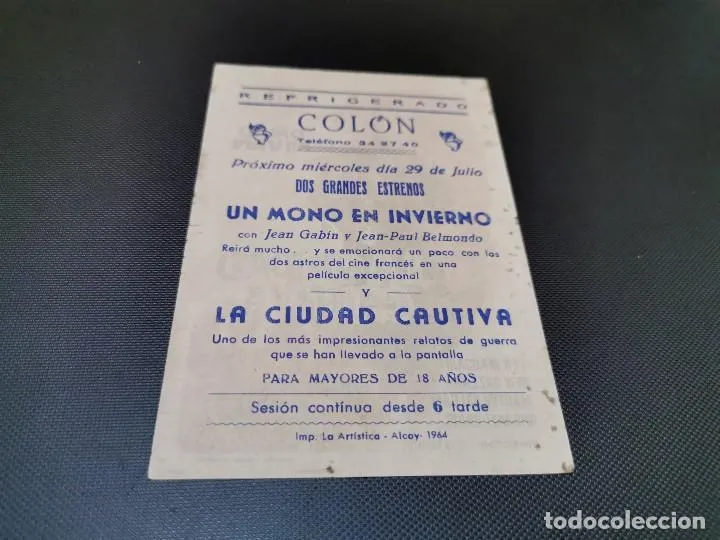 REFRIGERADO
COLÓN
Teléfono 34 27 40
Próximo miércoles día 29 de Julio
DOS GRANDES ESTRENOS
UN MONO EN INVIERNO
con Jean Gabin y Jean-Paul Belmondo
Reirá mucho. . . y se emocionará un poco con los
dos astros del cine francés en una
película excepcional
Y
LA CIUDAD CAUTIVA
Uno de los más impresionantes relatos de guerra
que se han llevado a la pantalla
PARA MAYORES DE 18 AÑOS
Sesión contínua desde 6 tarde
Imp. La Artística - Alcoy- 1964
todocoleccion